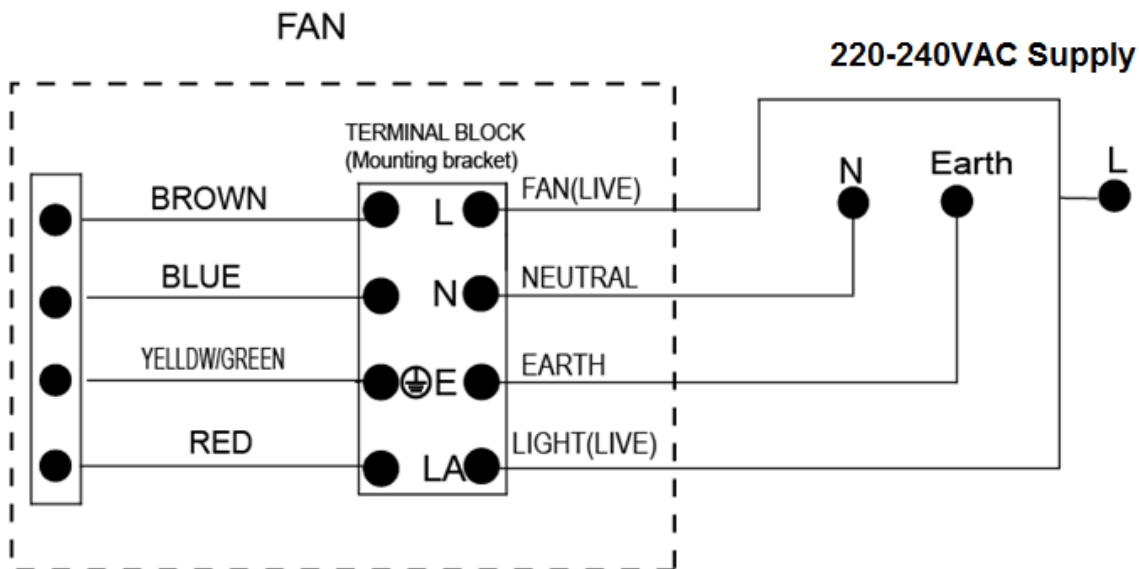 FAN
220-240VAC Supply
TERMINAL BLOCK
(Mounting bracket)
BROWN
L
FAN(LIVE)
N
Earth
L
BLUE
N
NEUTRAL
YELLDW/GREEN
E
EARTH
RED
LA
LIGHT(LIVE)